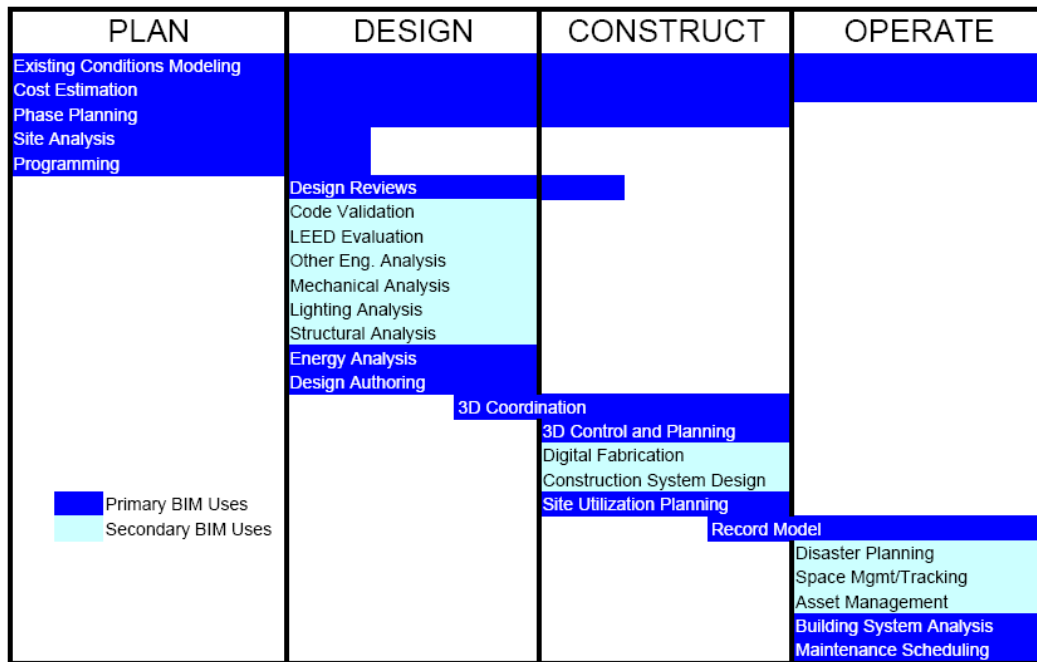 PLAN DESIGN CONSTRUCT OPERATE
Existing Conditions Modeling
Cost Estimation
Phase Planning
Site Analysis
Programming
Design Reviews
Code Validation
LEED Evaluation
Other Eng. Analysis
Mechanical Analysis
Lighting Analysis
Structural Analysis
Energy Analysis
Design Authoring
3D Coordination
3D Control and Planning
Digital Fabrication
Construction System Design
Primary BIM Uses Site Utilization Planning
Secondary BIM Uses Record Model
Disaster Planning
Space Mgmt/Tracking
Asset Management
Building System Analysis
Maintenance Scheduling